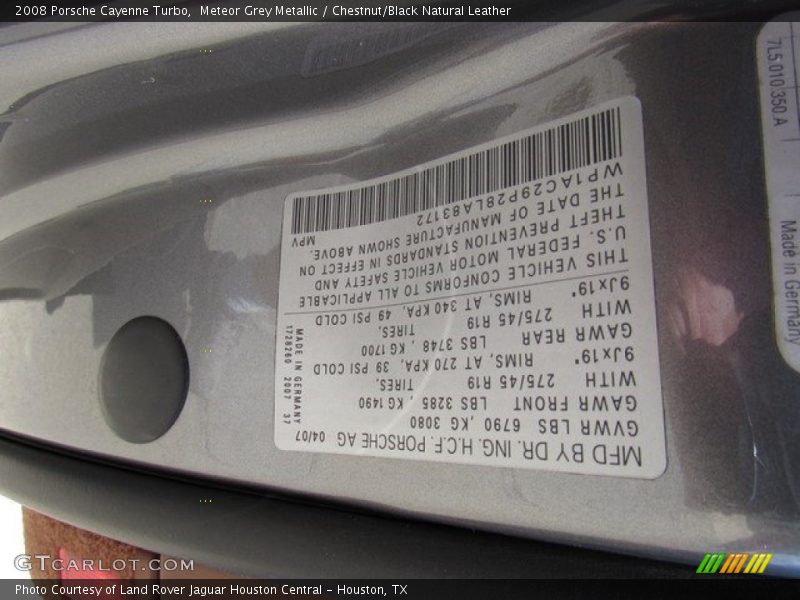 2008 Porsche Cayenne Turbo,  Meteor Grey Metallic / Chestnut/Black Natural Leather
7L5.010.350.A
Made in Germany
MFD BY DR. ING. H.C.F. PORSCHE AG 04/07
GVWR LBS 6790 ,KG 3080
GAWR FRONT LBS 3285 , KG 1490
WITH 275/45 R19 TIRES,
9Jx19" RIMS, AT 270 KPA, 39 PSI COLD
GAWR REAR LBS 3748 , KG 1700
WITH 275/45 R19 TIRES,
9Jx19" RIMS, AT 340 KPA, 49 PSI COLD
THIS VEHICLE CONFORMS TO ALL APPLICABLE
U.S. FEDERAL MOTOR VEHICLE SAFETY AND
THEFT PREVENTION STANDARDS IN EFFECT ON
THE DATE OF MANUFACTURE SHOWN ABOVE.
WP1AC29P28LA83172 MPV
MADE IN GERMANY
1728260 2007 37
GTCARLOT.COM
Photo Courtesy of Land Rover Jaguar Houston Central - Houston, TX